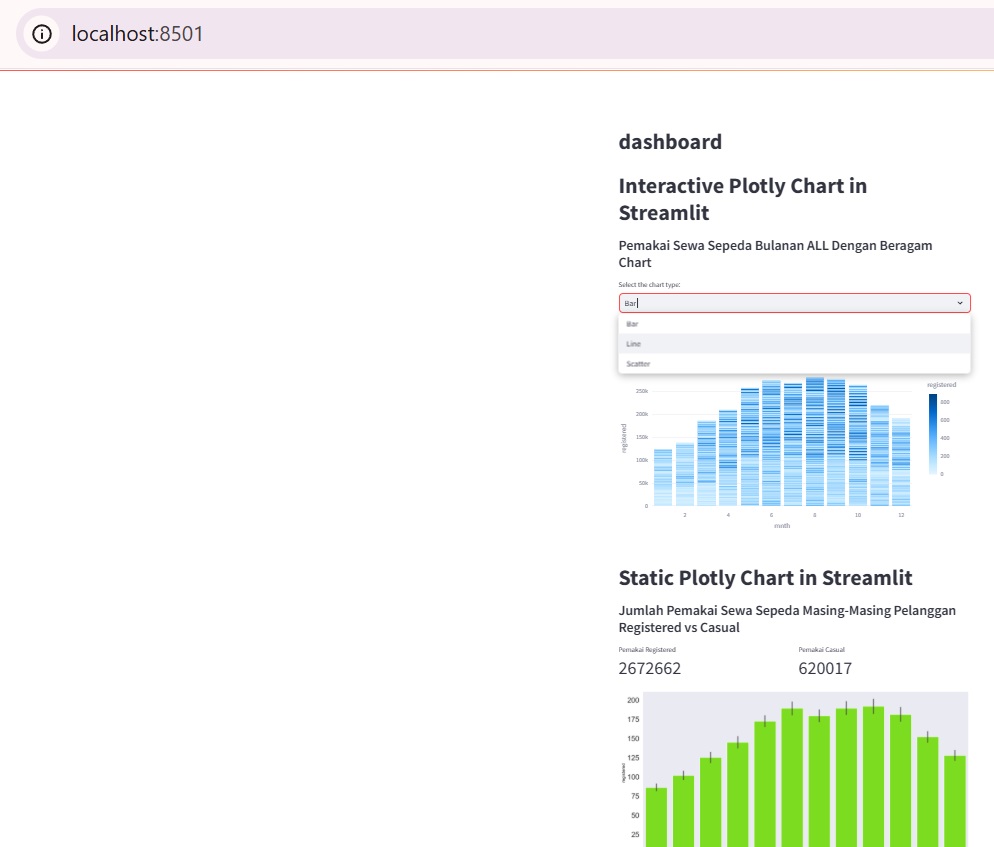 localhost:8501
dashboard
Interactive Plotly Chart in
Streamlit
Pemakai Sewa Sepeda Bulanan ALL Dengan Beragam
Chart
Select the chart type:
Bar
Bar
Line
Scatter
registered
250k
200k
150k
100k
50k
0
registered
800
600
400
200
0
2 4 6 8 10 12
mnth
Static Plotly Chart in Streamlit
Jumlah Pemakai Sewa Sepeda Masing-Masing Pelanggan
Registered vs Casual
Pemakai Registered Pemakai Casual
2672662 620017
200
175
150
125
100
75
50
25
registered